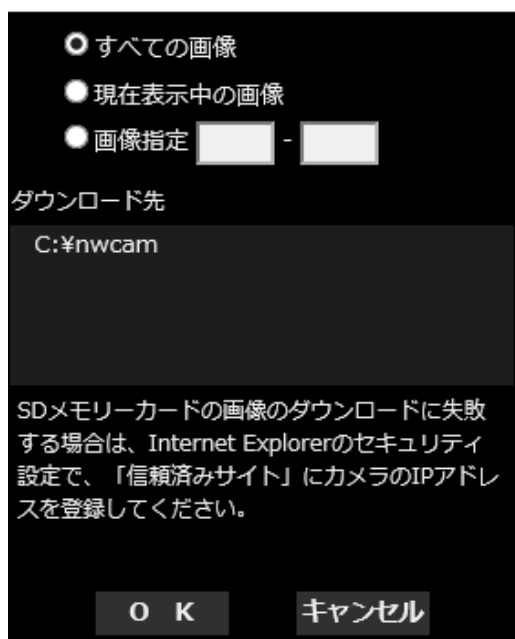 すべての画像
現在表示中の画像
画像指定 -
ダウンロード先
C:¥nwcam
SDメモリーカードの画像のダウンロードに失敗
する場合は、Internet Explorerのセキュリティ
設定で、「信頼済みサイト」にカメラのIPアドレ
スを登録してください。
O K キャンセル